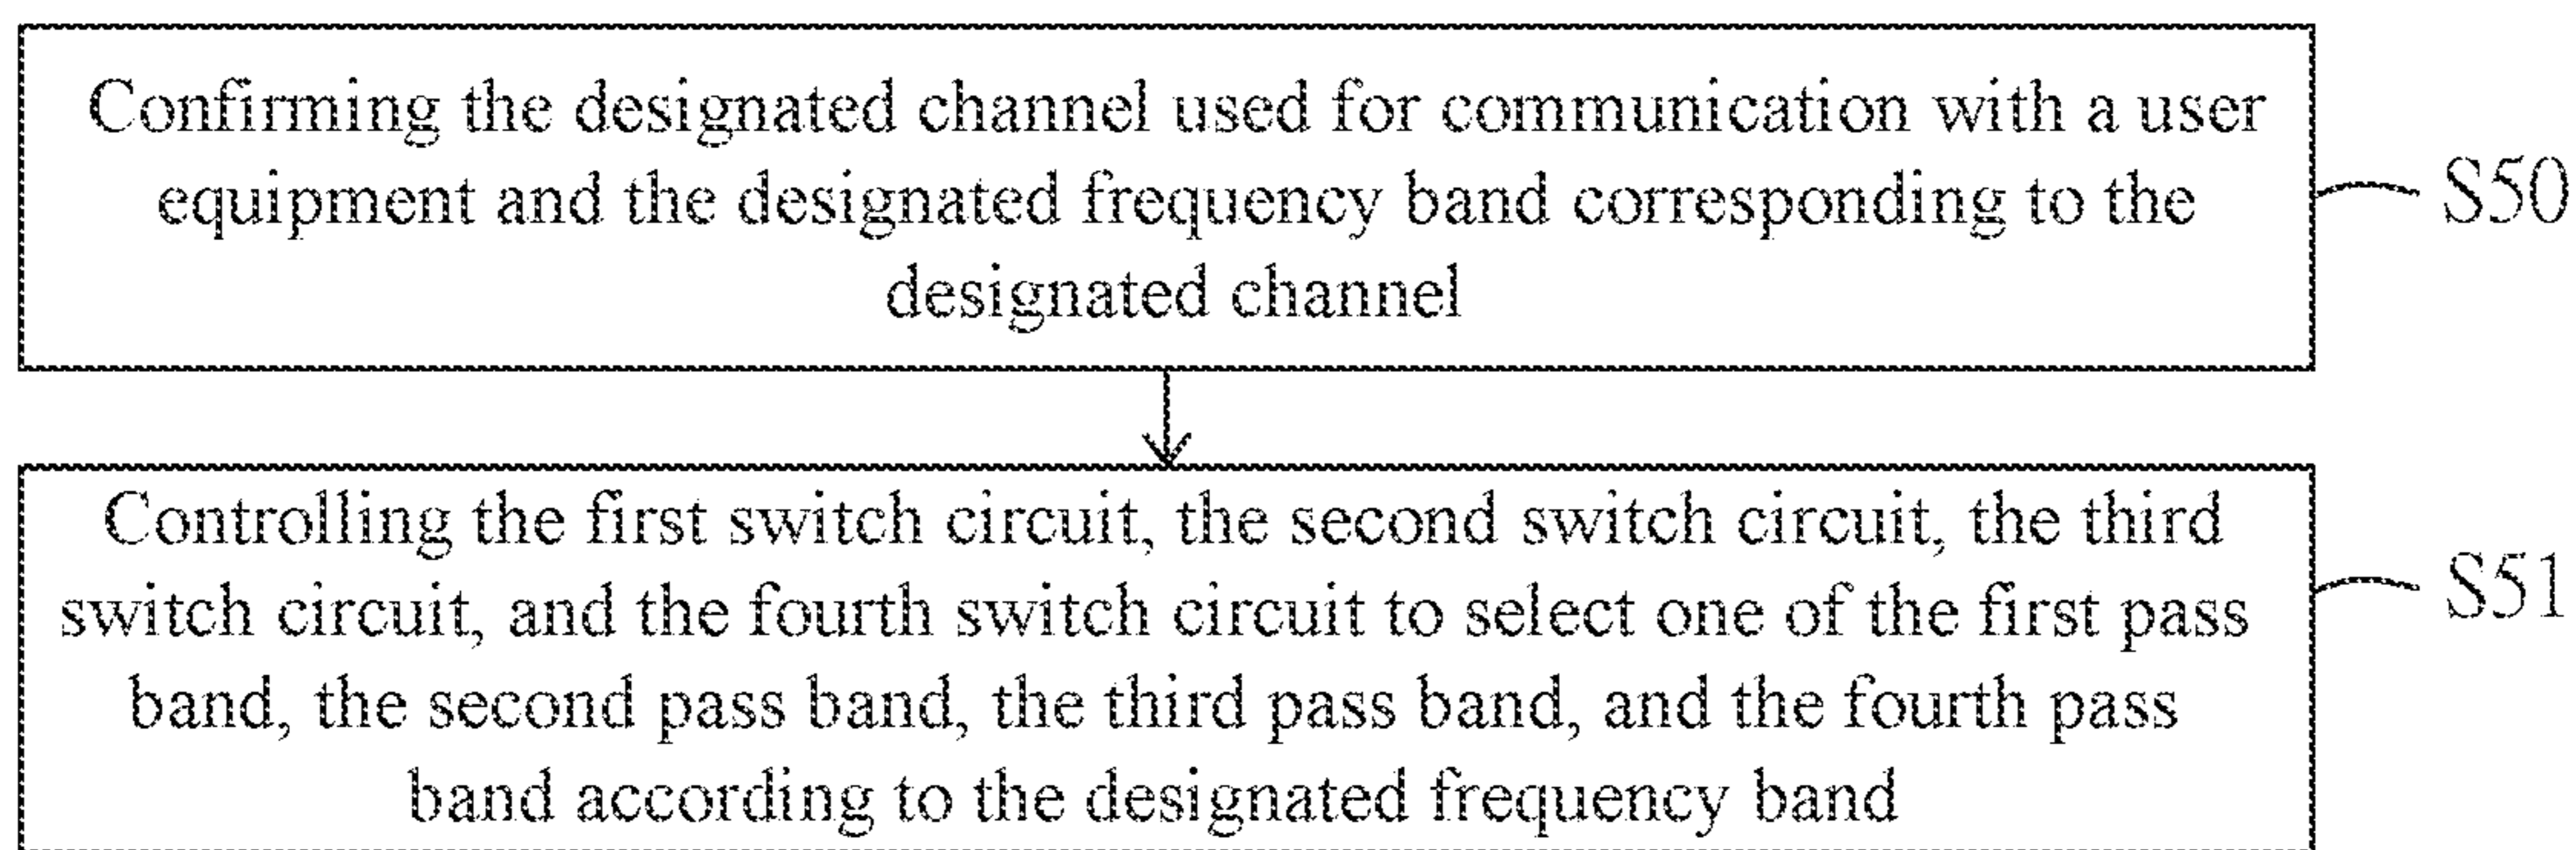 Confirming the designated channel used for communication with a user
equipment and the designated frequency band corresponding to the
designated channel
S50
Controlling the first switch circuit, the second switch circuit, the third
switch circuit, and the fourth switch circuit to select one of the first pass
band, the second pass band, the third pass band, and the fourth pass
band according to the designated frequency band
S51